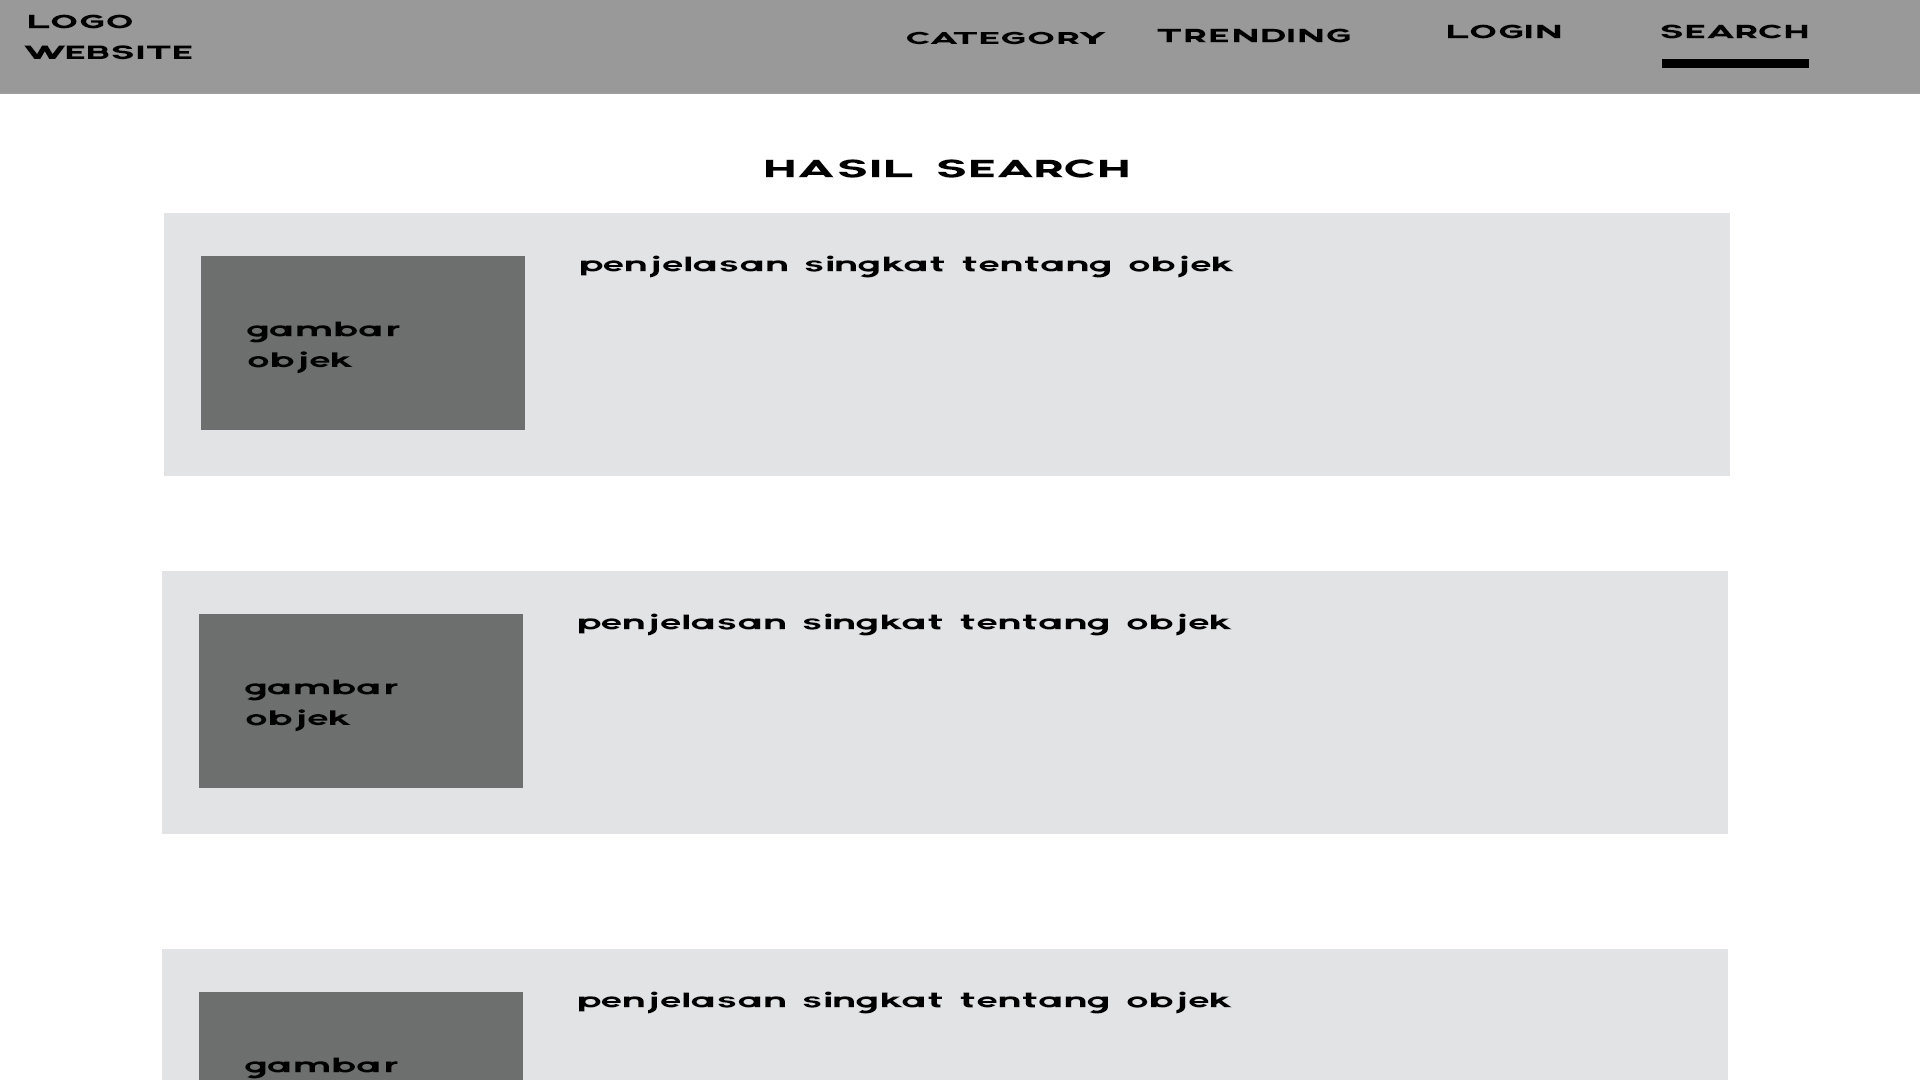 LOGO
WEBSITE
CATEGORY TRENDING LOGIN SEARCH
HASIL SEARCH
penjelasan singkat tentang objek
gambar
objek
penjelasan singkat tentang objek
gambar
objek
penjelasan singkat tentang objek
gambar